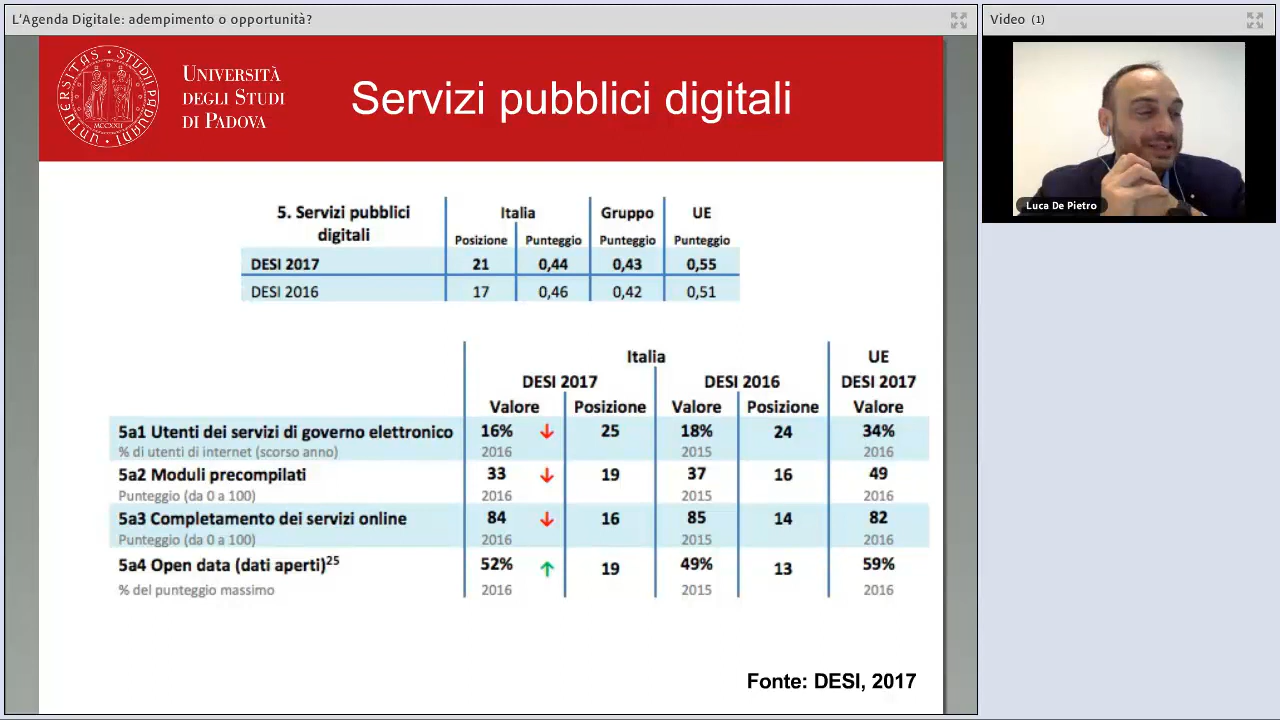 L'Agenda Digitale: adempimento o opportunità?
Video (1)
UNIVERSITAS STUDII PADUANI
MCCXXII
UNIVERSITÀ
DEGLI STUDI
DI PADOVA
Servizi pubblici digitali
Luca De Pietro
5. Servizi pubblici digitali Italia Gruppo UE
Posizione Punteggio Punteggio Punteggio
DESI 2017 21 0,44 0,43 0,55
DESI 2016 17 0,46 0,42 0,51
Italia UE
DESI 2017 DESI 2016 DESI 2017
Valore Posizione Valore Posizione Valore
5a1 Utenti dei servizi di governo elettronico 16% ↓ 25 18% 24 34%
% di utenti di internet (scorso anno) 2016 2015 2016
5a2 Moduli precompilati 33 ↓ 19 37 16 49
Punteggio (da 0 a 100) 2016 2015 2016
5a3 Completamento dei servizi online 84 ↓ 16 85 14 82
Punteggio (da 0 a 100) 2016 2015 2016
5a4 Open data (dati aperti)25 52% ↑ 19 49% 13 59%
% del punteggio massimo 2016 2015 2016
Fonte: DESI, 2017